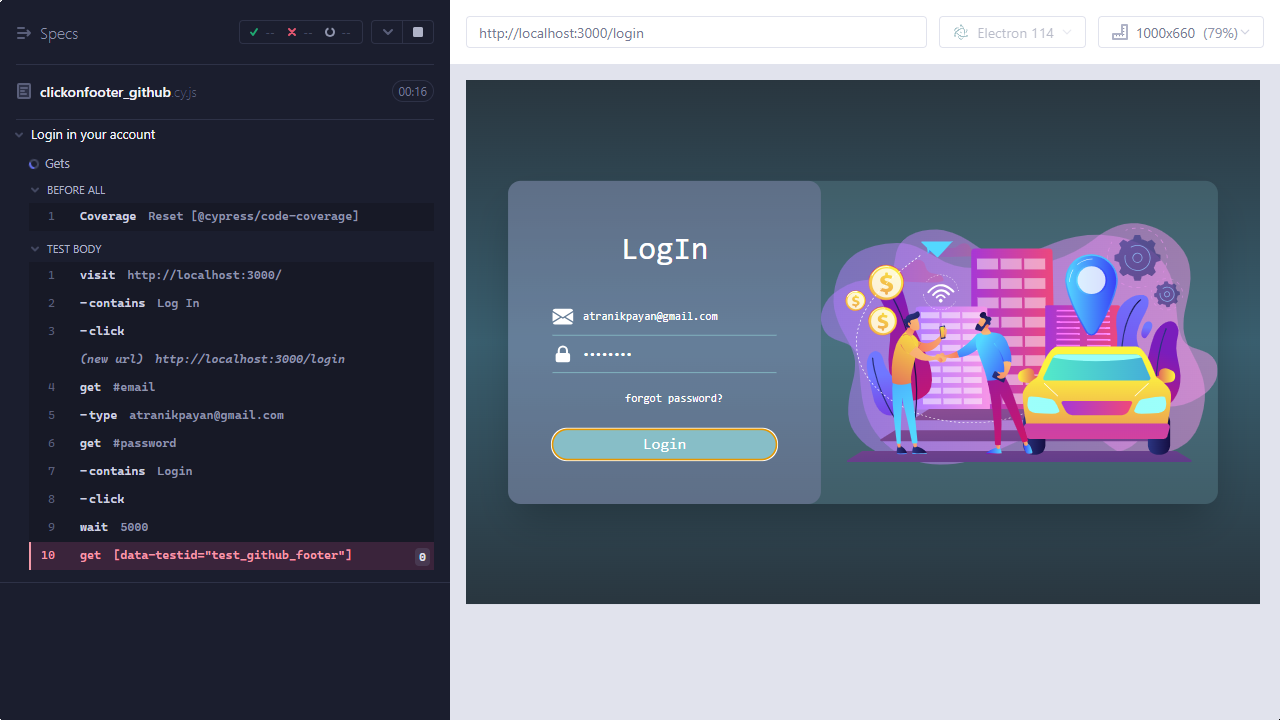 Specs
-- -- --
clickonfooter_github.cy.js 00:16
Login in your account
Gets
BEFORE ALL
1 Coverage Reset [@cypress/code-coverage]
TEST BODY
1 visit http://localhost:3000/
2 -contains Log In
3 -click
(new url) http://localhost:3000/login
4 get #email
5 -type atranikpayan@gmail.com
6 get #password
7 -contains Login
8 -click
9 wait 5000
10 get [data-testid="test_github_footer"] 0
http://localhost:3000/login
Electron 114
1000x660 (79%)
LogIn
atranikpayan@gmail.com
••••••••
forgot password?
Login
$
$
$